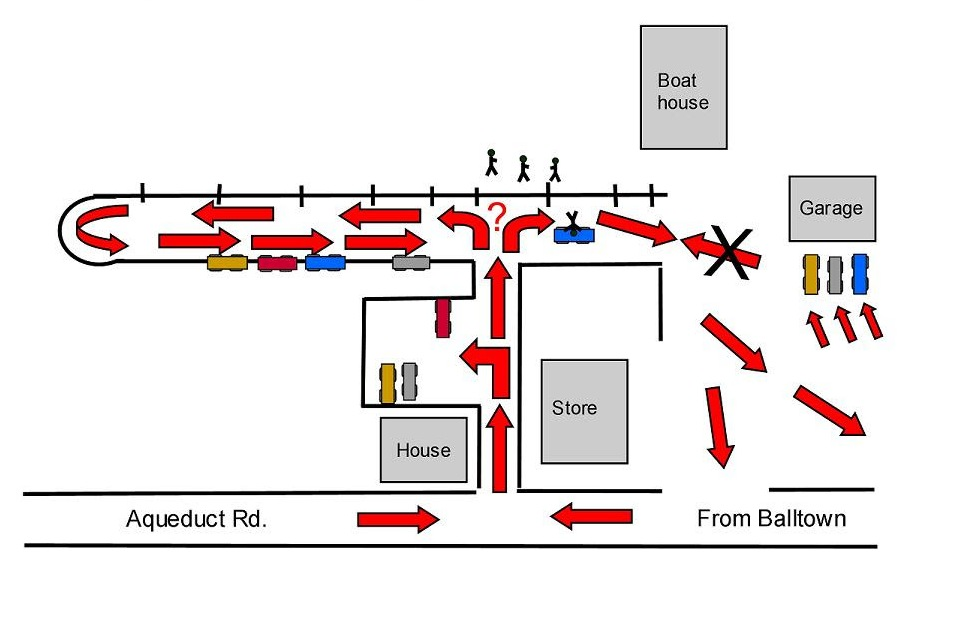 Boat
house
Garage
?
Store
House
Aqueduct Rd.
From Balltown